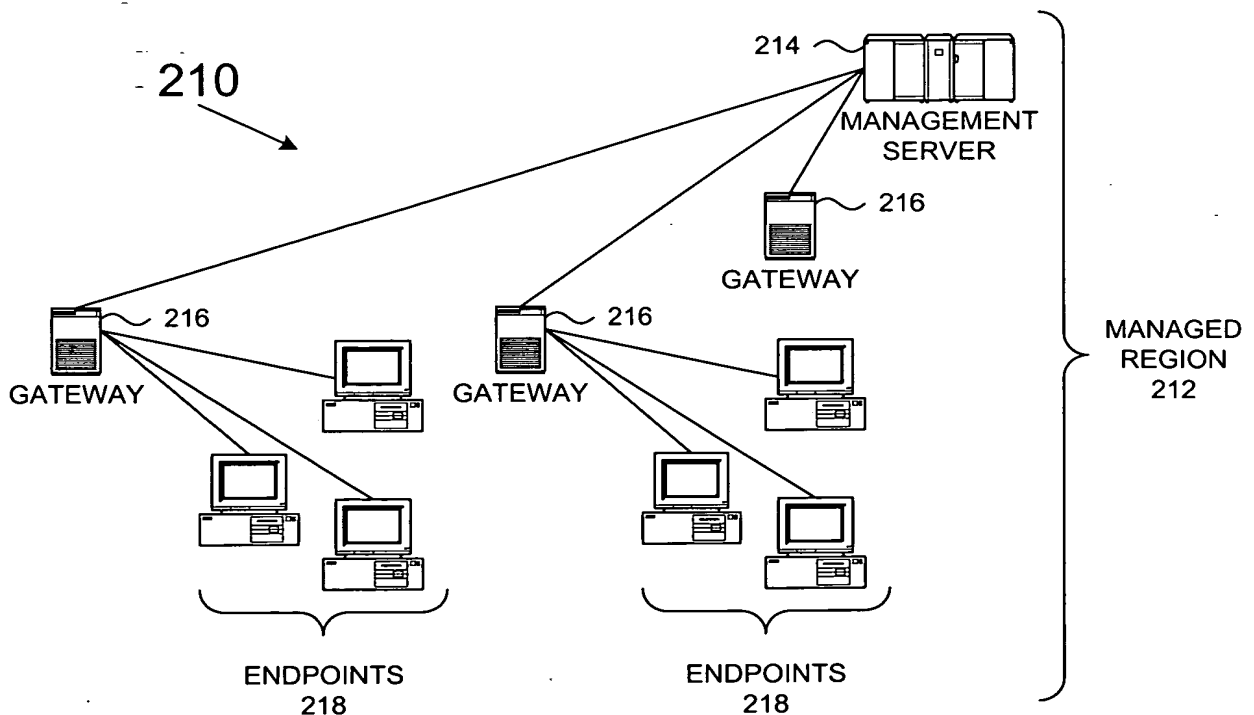 210
214
MANAGEMENT
SERVER
216
GATEWAY
216
GATEWAY
216
GATEWAY
MANAGED
REGION
212
ENDPOINTS
218
ENDPOINTS
218